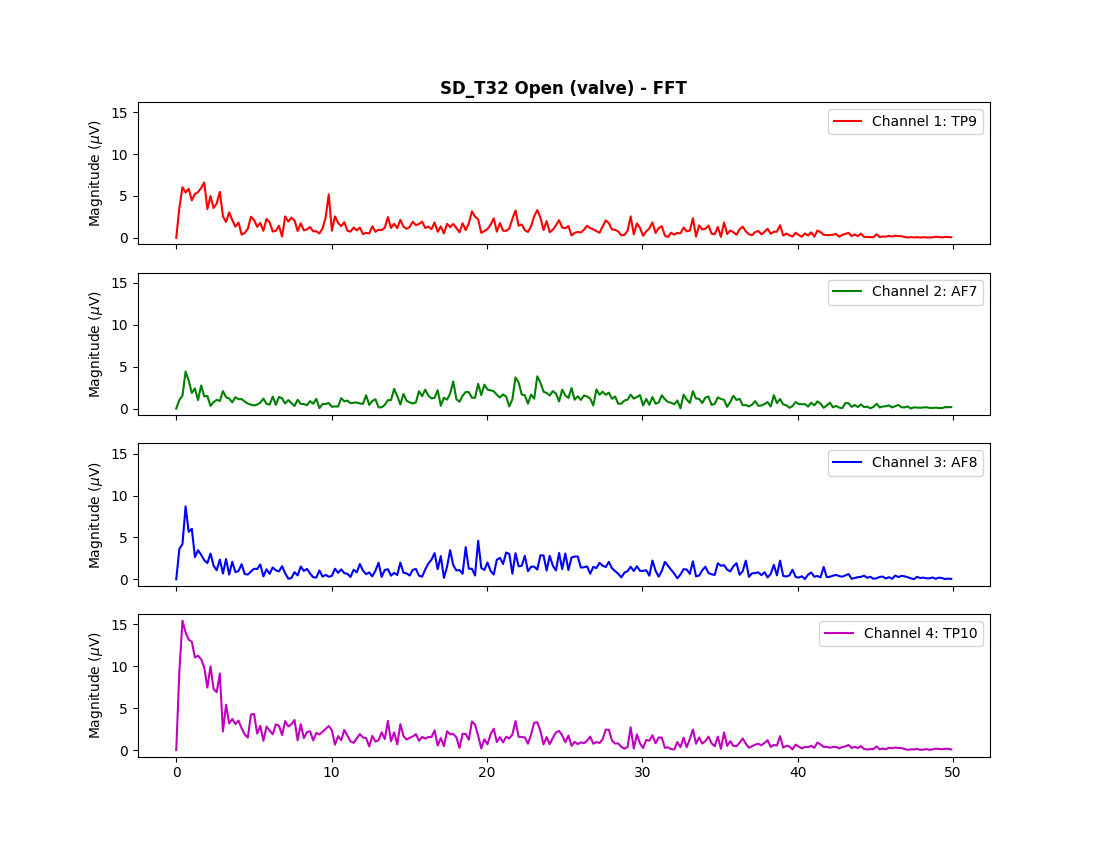 SD_T32 Open (valve) - FFT
Magnitude (μV)
15
10
5
0
Channel 1: TP9
Magnitude (μV)
15
10
5
0
Channel 2: AF7
Magnitude (μV)
15
10
5
0
Channel 3: AF8
Magnitude (μV)
15
10
5
0
Channel 4: TP10
0 10 20 30 40 50